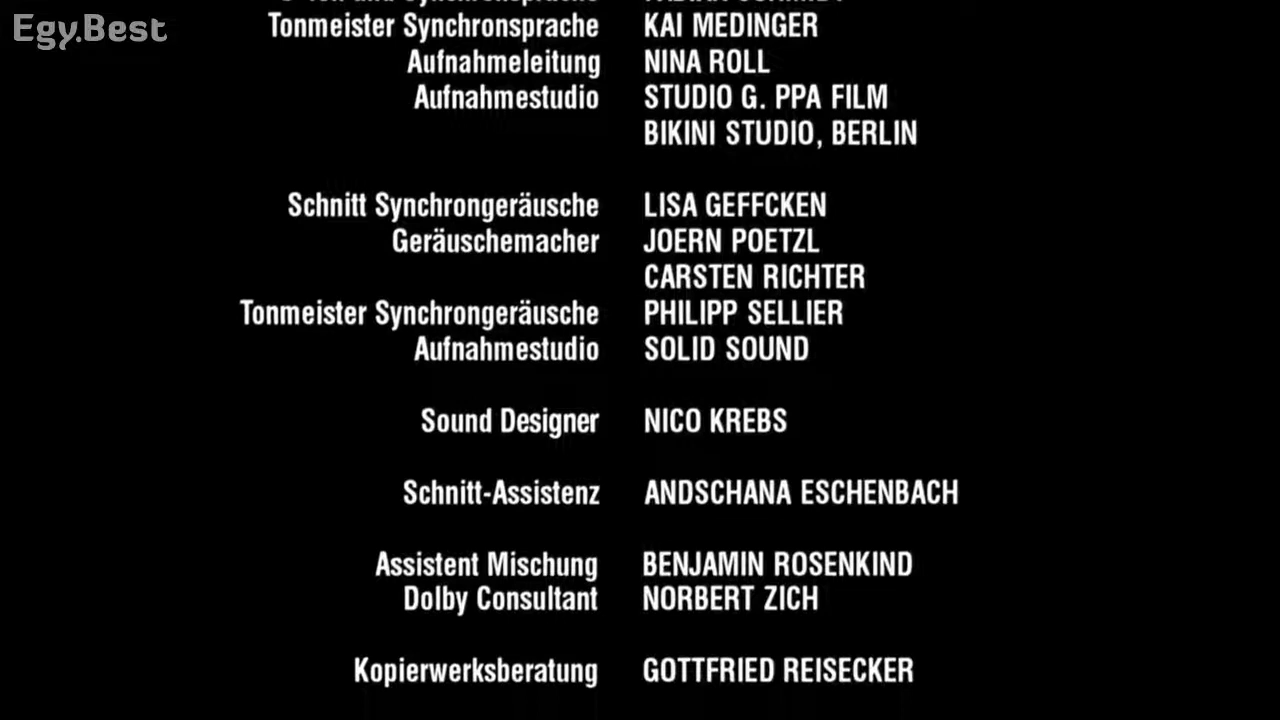 Egy.Best
Tonmeister Synchronsprache KAI MEDINGER
Aufnahmeleitung NINA ROLL
Aufnahmestudio STUDIO G. PPA FILM
BIKINI STUDIO, BERLIN
Schnitt Synchrongeräusche LISA GEFFCKEN
Geräuschemacher JOERN POETZL
CARSTEN RICHTER
Tonmeister Synchrongeräusche PHILIPP SELLIER
Aufnahmestudio SOLID SOUND
Sound Designer NICO KREBS
Schnitt-Assistenz ANDSCHANA ESCHENBACH
Assistent Mischung BENJAMIN ROSENKIND
Dolby Consultant NORBERT ZICH
Kopierwerksberatung GOTTFRIED REISECKER